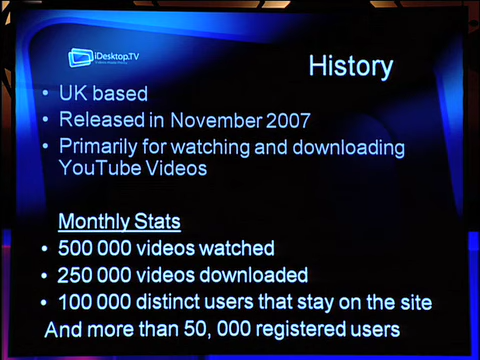 iDesktop.TV
History
• UK based
• Released in November 2007
• Primarily for watching and downloading
YouTube Videos
Monthly Stats
• 500 000 videos watched
• 250 000 videos downloaded
• 100 000 distinct users that stay on the site
And more than 50, 000 registered users